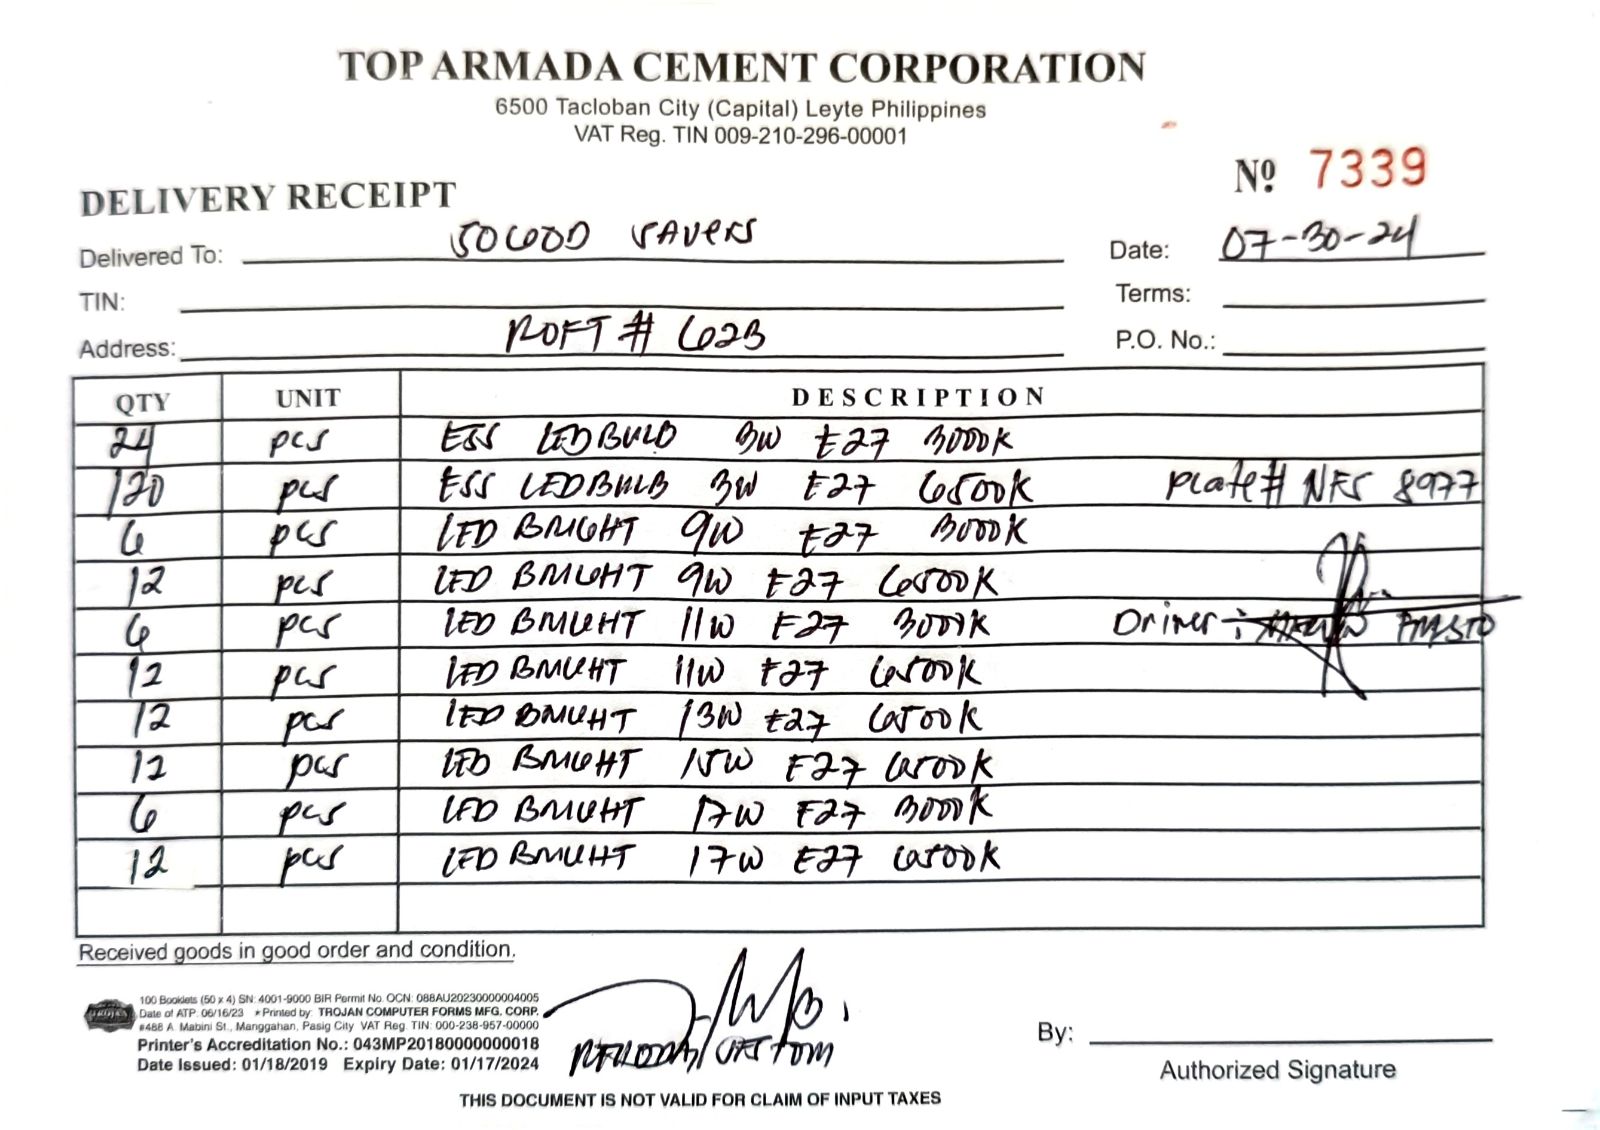 TOP ARMADA CEMENT CORPORATION
6500 Tacloban City (Capital) Leyte Philippines
VAT Reg. TIN 009-210-296-00001
Nº 7339
DELIVERY RECEIPT
Delivered To: SOGOOD SAVERS Date: 07-30-24
TIN: Terms:
Address: ROFT # 623 P.O. No.:
QTY UNIT DESCRIPTION
24 pcs ESS LEDBULB 3W E27 3000K
120 pcs ESS LEDBULB 3W E27 6500K Plate# NFS 8977
6 pcs LED BRIGHT 9W E27 3000K
12 pcs LED BRIGHT 9W E27 6500K
6 pcs LED BRIGHT 11W E27 3000K Driver:
12 pcs LED BRIGHT 11W E27 6500K
12 pcs LED BRIGHT 13W E27 6500K
12 pcs LED BRIGHT 15W E27 6500K
6 pcs LED BRIGHT 17W E27 3000K
12 pcs LED BRIGHT 17W E27 6500K
Received goods in good order and condition.
TROJAN
100 Booklets (50 x 4) SN: 4001-9000 BIR Permit No. OCN: 088AU20230000004005
Date of ATP: 06/16/23 * Printed by: TROJAN COMPUTER FORMS MFG. CORP.
#488 A. Mabini St., Manggahan, Pasig City VAT Reg. TIN: 000-238-957-00000
Printer's Accreditation No.: 043MP20180000000018
Date Issued: 01/18/2019 Expiry Date: 01/17/2024
By:
Authorized Signature
THIS DOCUMENT IS NOT VALID FOR CLAIM OF INPUT TAXES